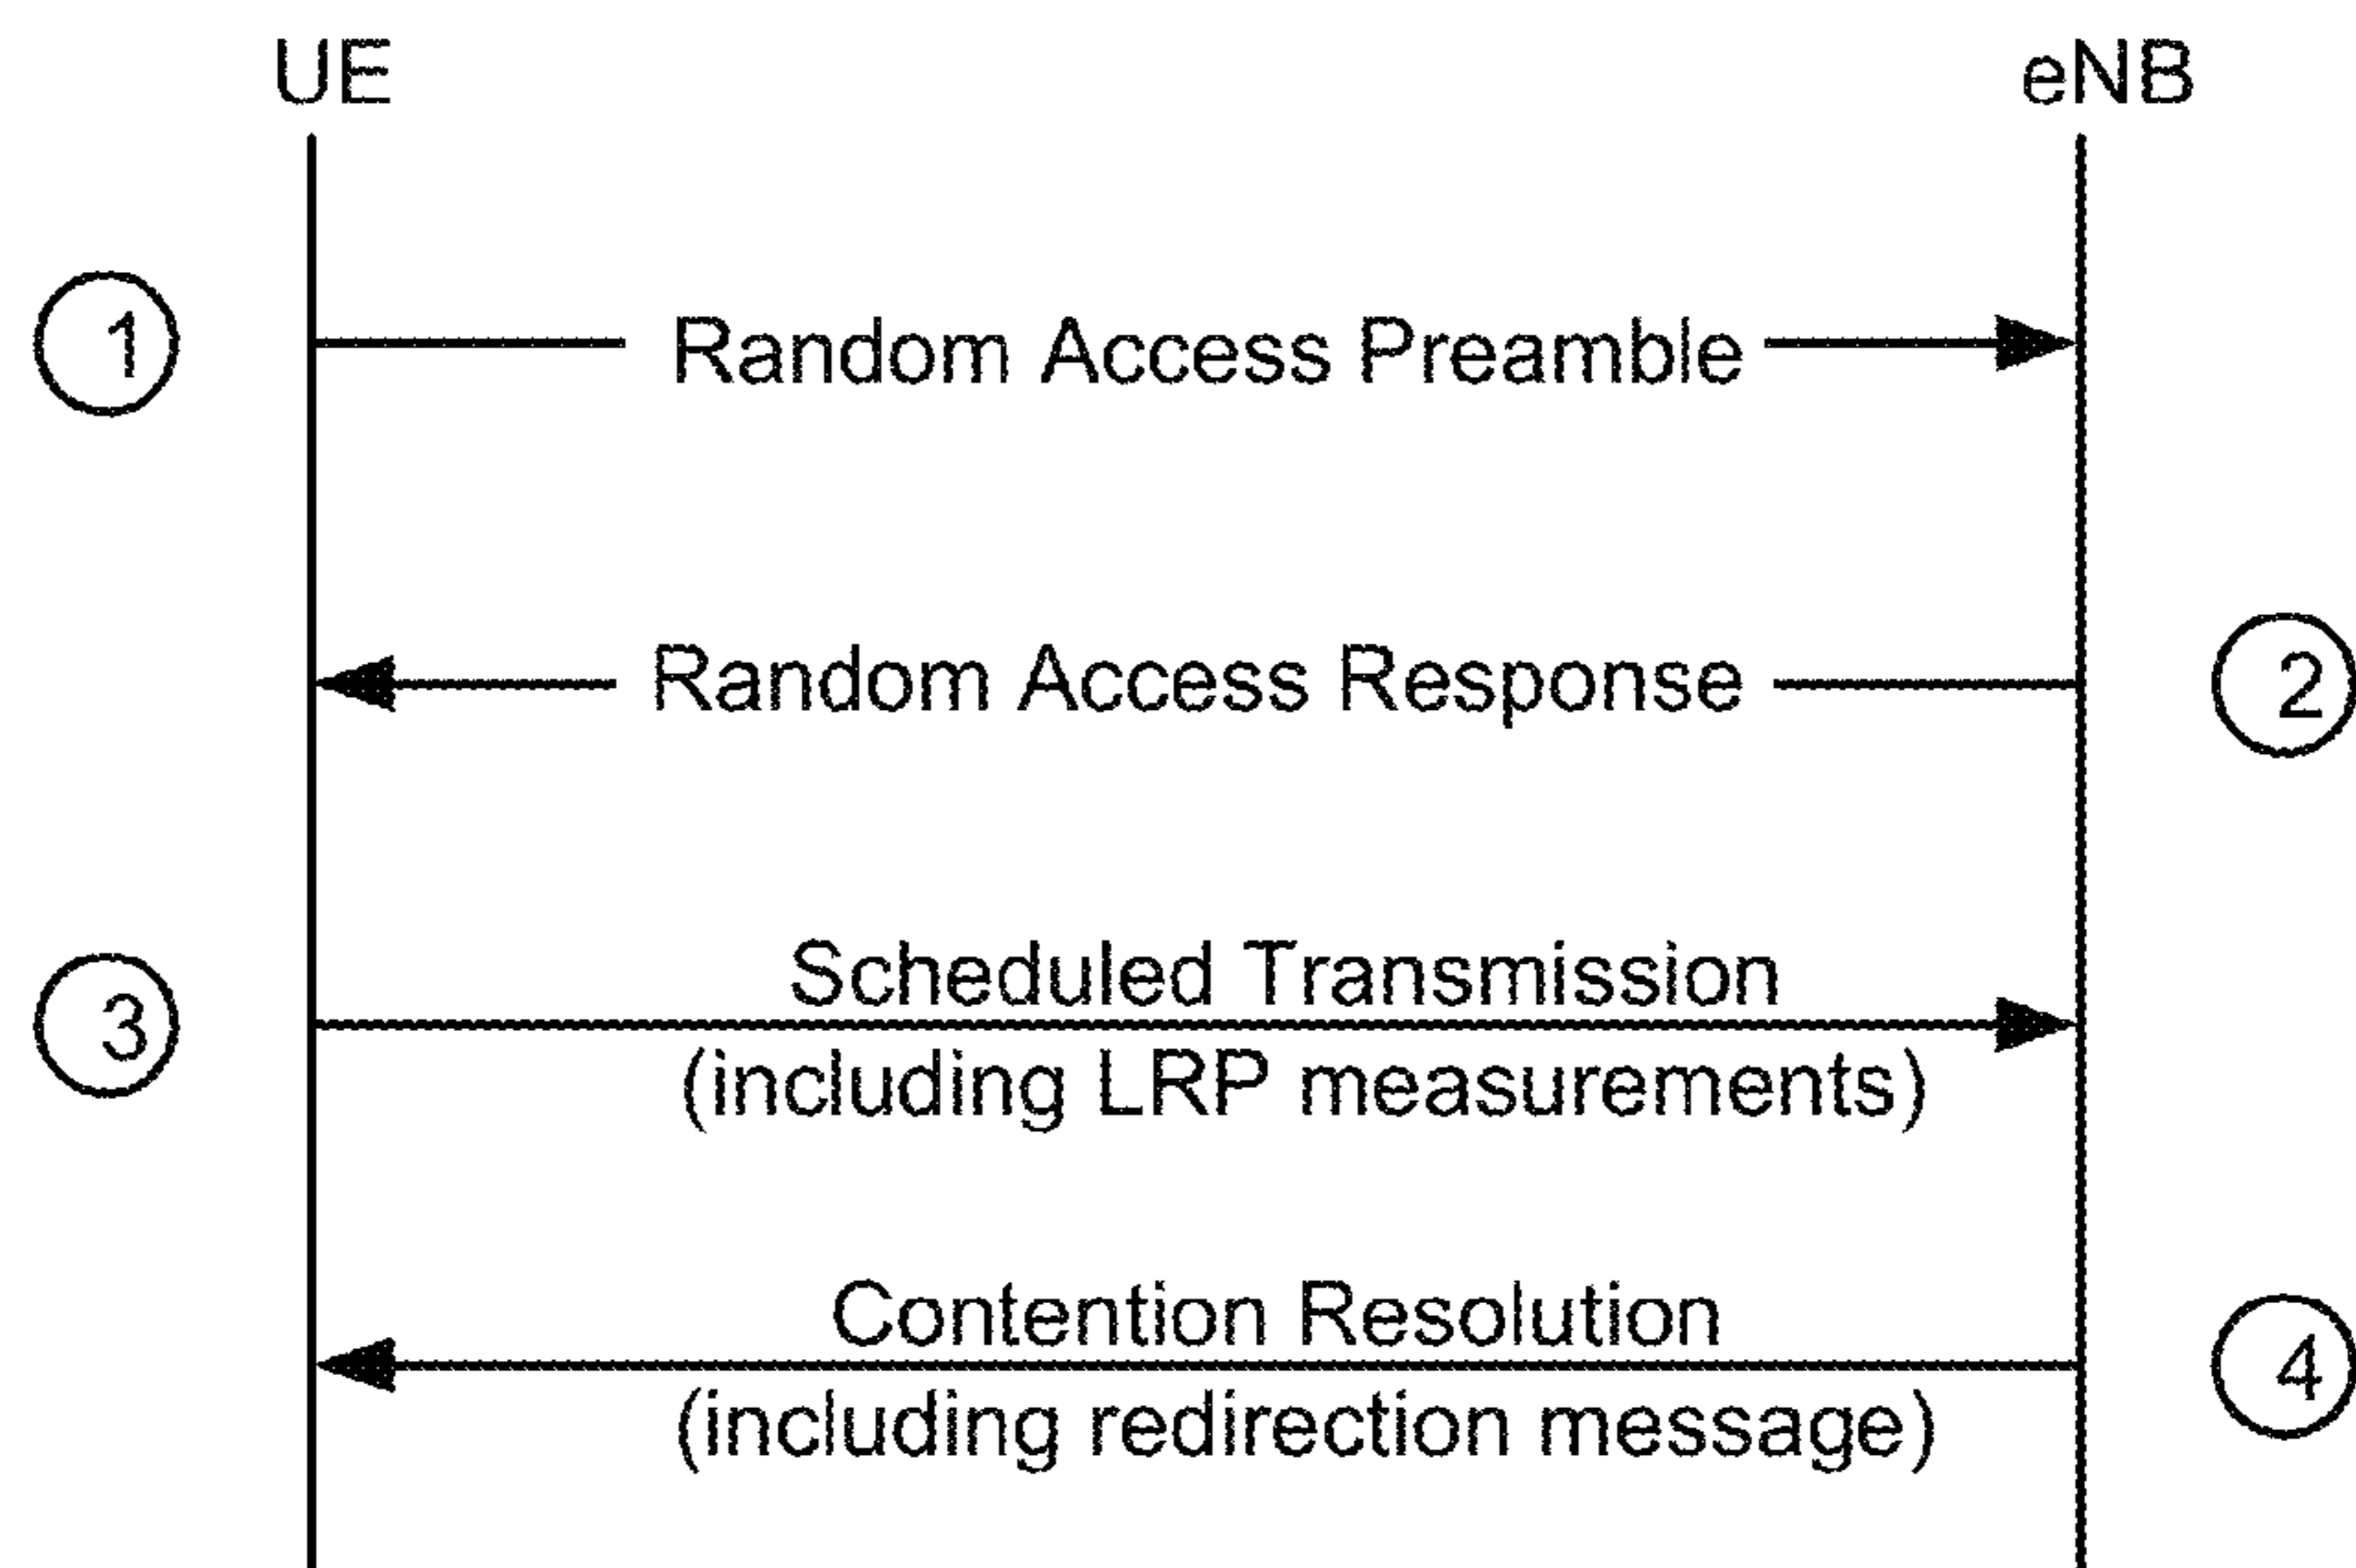 UE
eNB
1
Random Access Preamble
Random Access Response
2
Scheduled Transmission
3
(including LRP measurements)
Contention Resolution
4
(including redirection message)